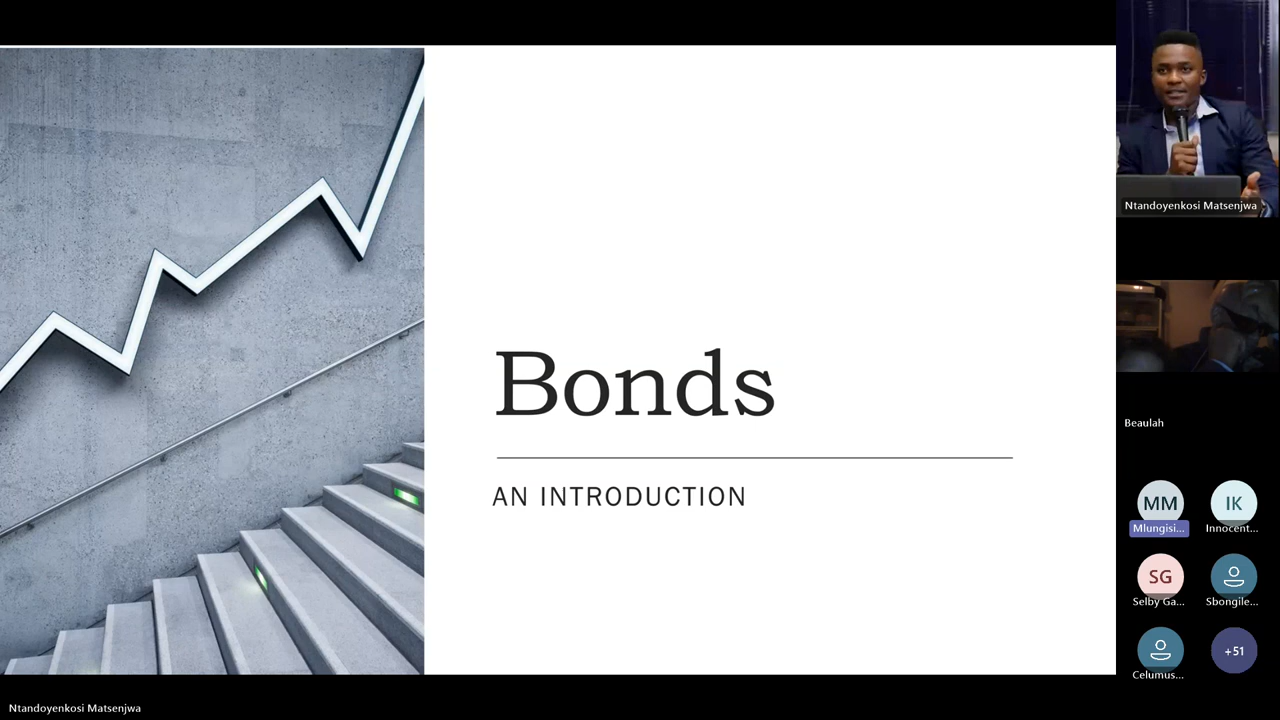 Bonds
AN INTRODUCTION
Ntandoyenkosi Matsenjwa
Beaulah
MM
IK
Mlungisi...
Innocent...
SG
Selby Ga...
Sbongile...
Celumus...
+51
Ntandoyenkosi Matsenjwa